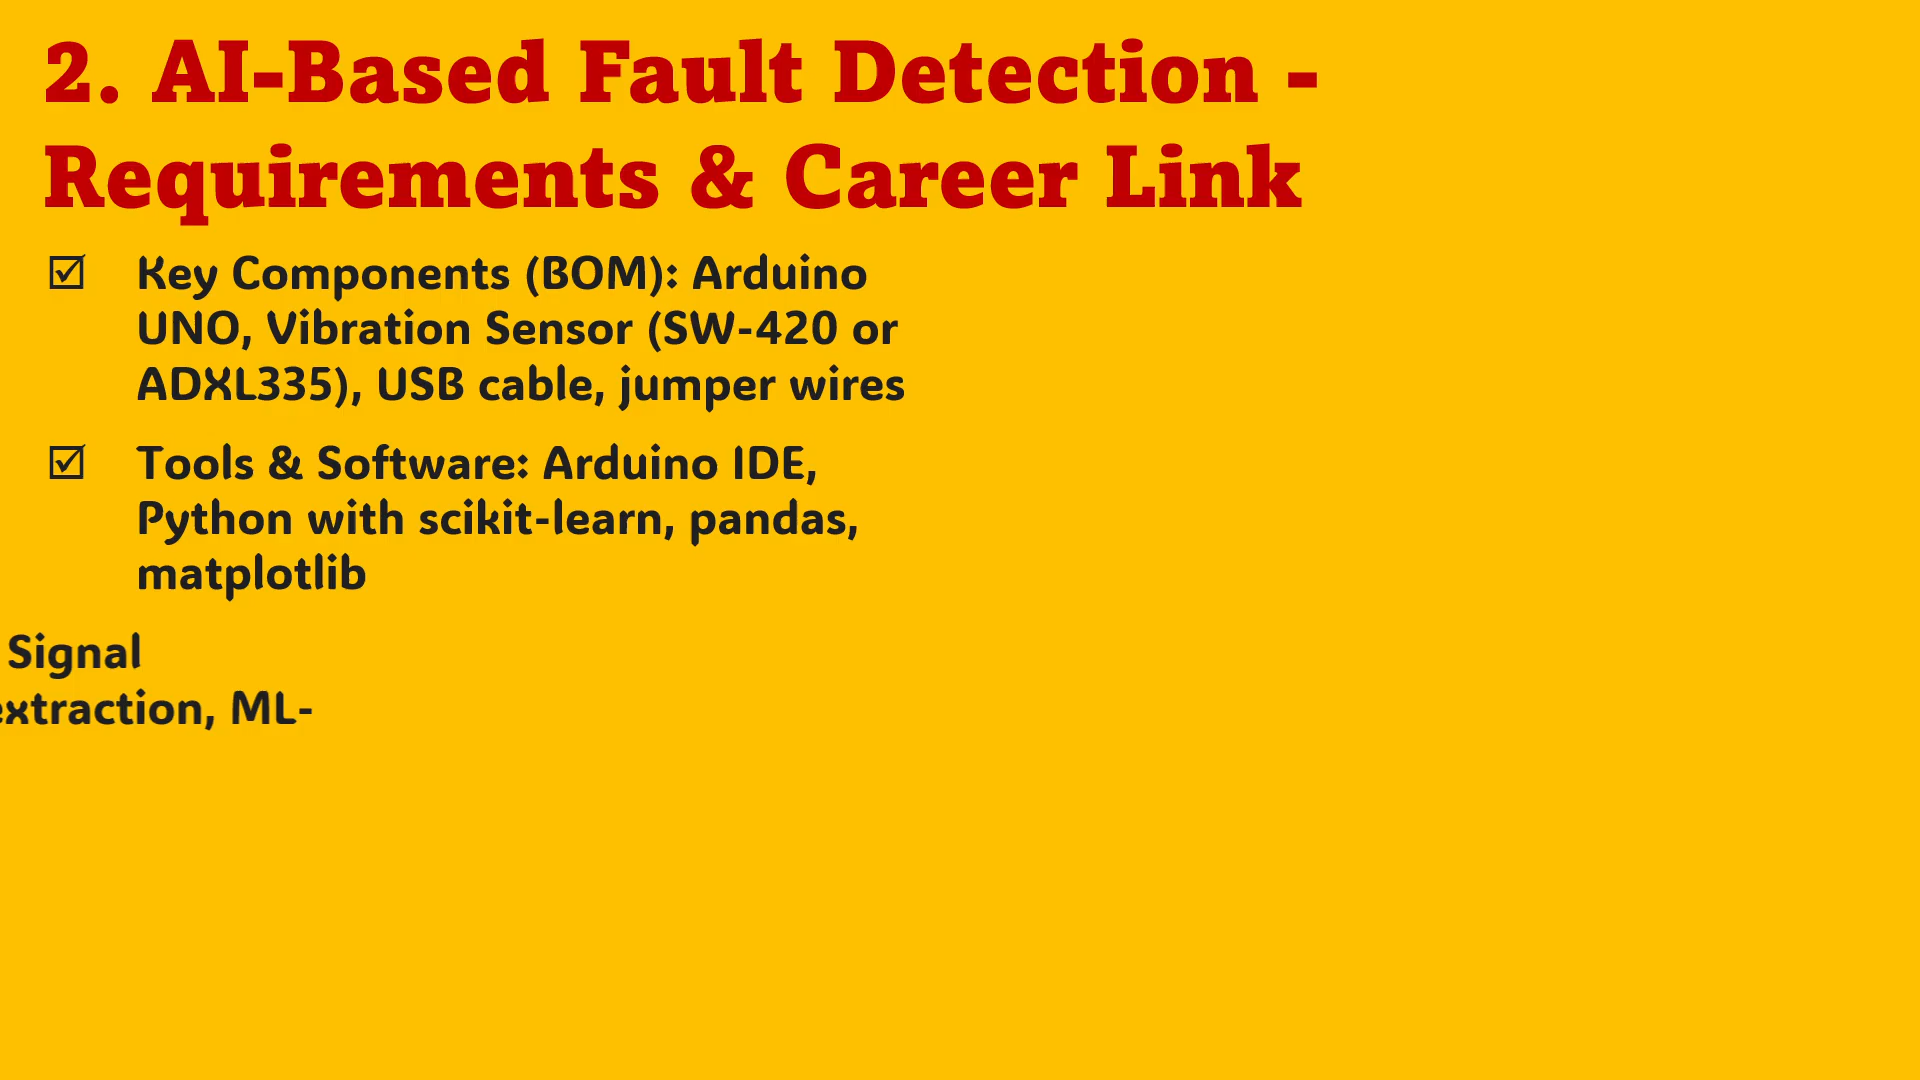 2. AI-Based Fault Detection -
Requirements & Career Link
Key Components (BOM): Arduino
UNO, Vibration Sensor (SW-420 or
ADXL335), USB cable, jumper wires
Tools & Software: Arduino IDE,
Python with scikit-learn, pandas,
matplotlib
Signal
extraction, ML-